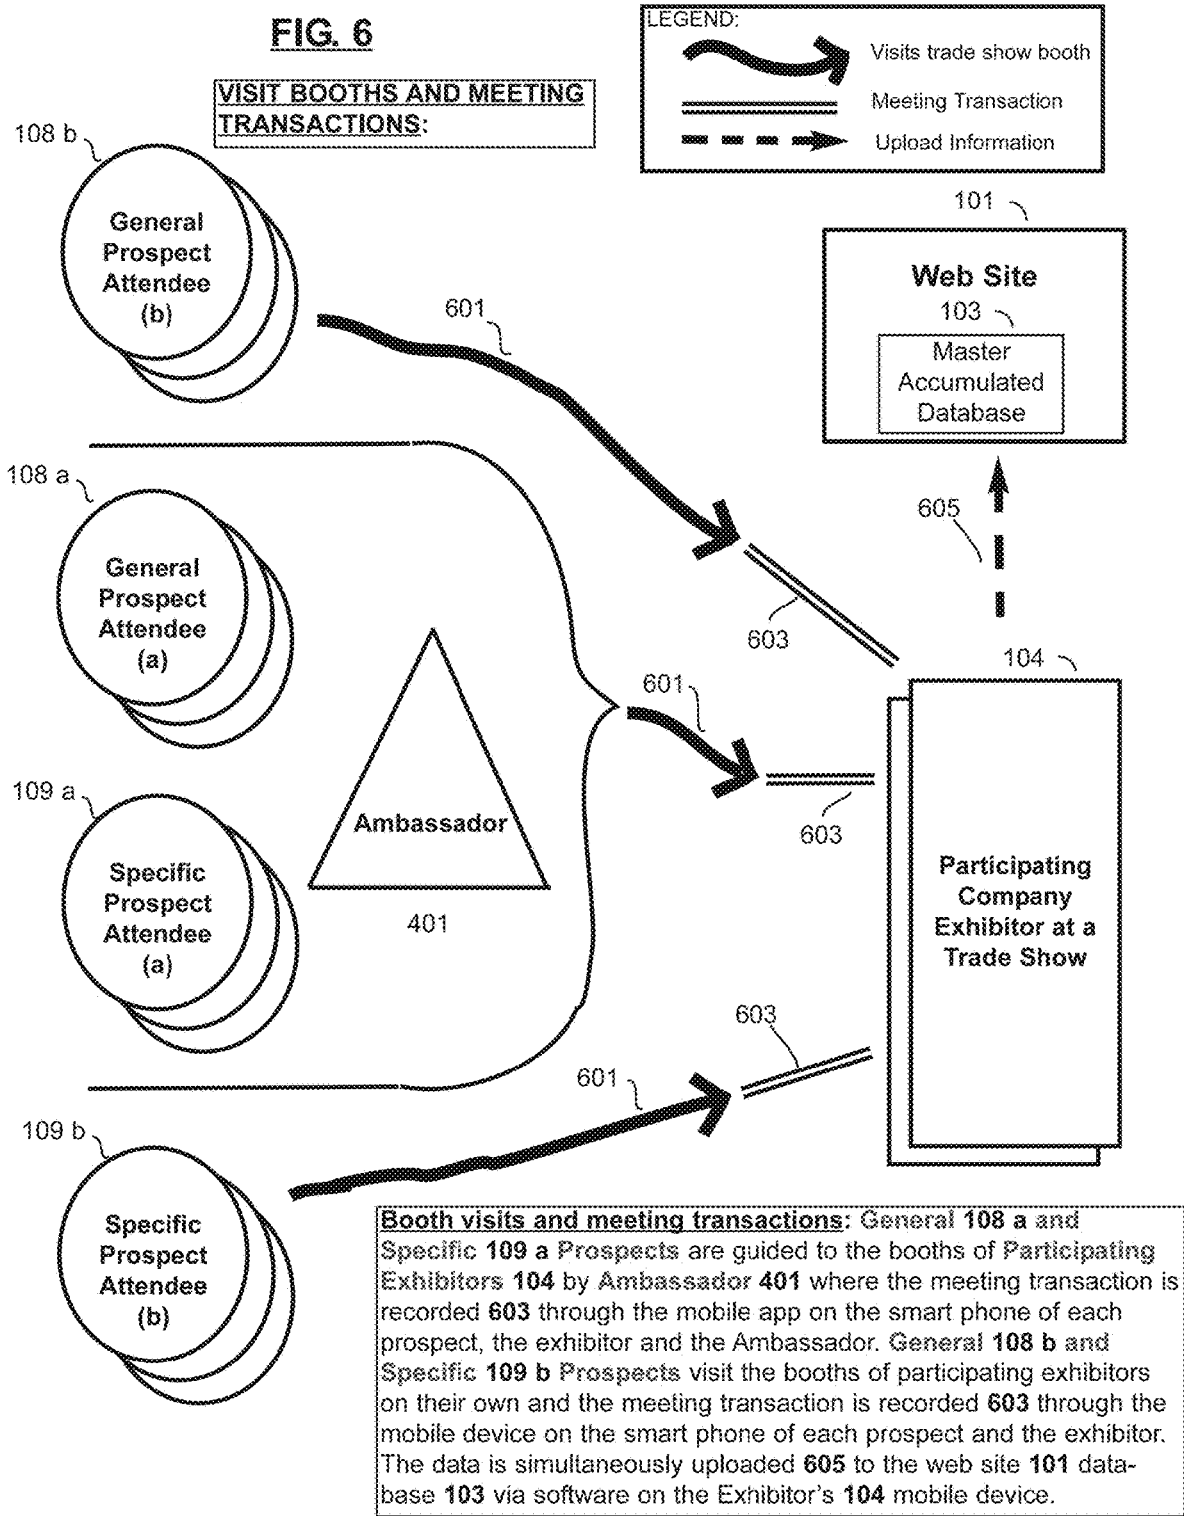 FIG. 6
VISIT BOOTHS AND MEETING
TRANSACTIONS:
LEGEND:
Visits trade show booth
Meeting Transaction
Upload Information
108 b
General
Prospect
Attendee
(b)
601
101
Web Site
103
Master
Accumulated
Database
108 a
General
Prospect
Attendee
(a)
605
603
104
601
603
109 a
Specific
Prospect
Attendee
(a)
Ambassador
401
Participating
Company
Exhibitor at a
Trade Show
603
601
109 b
Specific
Prospect
Attendee
(b)
Booth visits and meeting transactions: General 108 a and
Specific 109 a Prospects are guided to the booths of Participating
Exhibitors 104 by Ambassador 401 where the meeting transaction is
recorded 603 through the mobile app on the smart phone of each
prospect, the exhibitor and the Ambassador. General 108 b and
Specific 109 b Prospects visit the booths of participating exhibitors
on their own and the meeting transaction is recorded 603 through the
mobile device on the smart phone of each prospect and the exhibitor.
The data is simultaneously uploaded 605 to the web site 101 data-
base 103 via software on the Exhibitor's 104 mobile device.